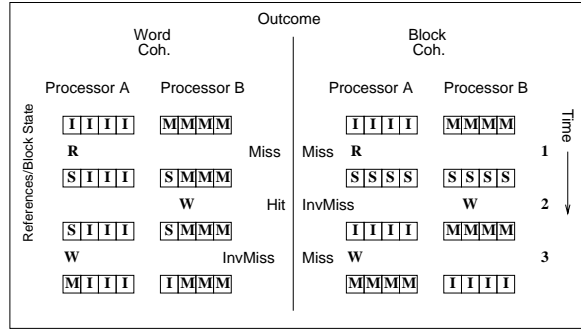 Outcome
Word Coh.
Block Coh.
Processor A Processor B Processor A Processor B
References/Block State
Time
I I I I M M M M I I I I M M M M
R Miss Miss R 1
S I I I S M M M S S S S S S S S
W Hit InvMiss W 2
S I I I S M M M I I I I M M M M
W InvMiss Miss W 3
M I I I I M M M M M M M I I I I